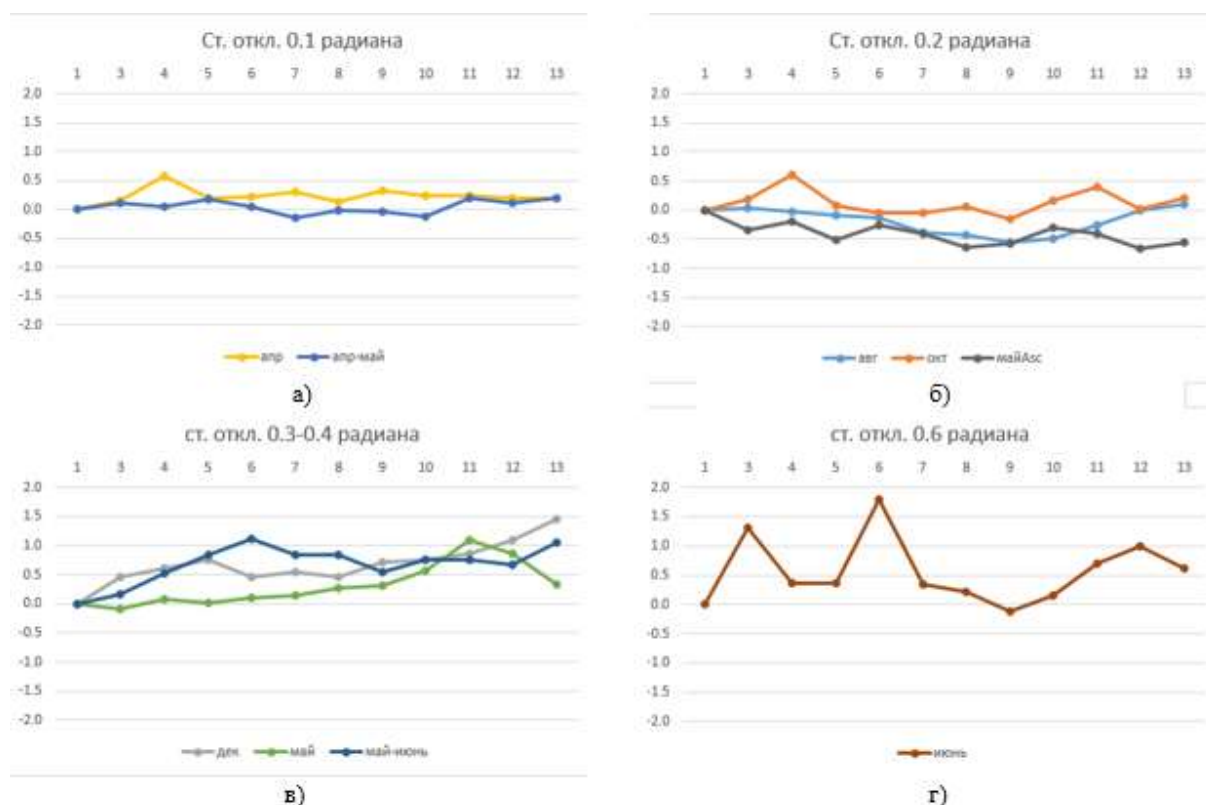 Ст. откл. 0.1 радиана
1 3 4 5 6 7 8 9 10 11 12 13
2.0
1.5
1.0
0.5
0.0
-0.5
-1.0
-1.5
-2.0
апр апр-май
а)
Ст. откл. 0.2 радиана
1 3 4 5 6 7 8 9 10 11 12 13
2.0
1.5
1.0
0.5
0.0
-0.5
-1.0
-1.5
-2.0
авг окт майAsc
б)
ст. откл. 0.3-0.4 радиана
1 3 4 5 6 7 8 9 10 11 12 13
2.0
1.5
1.0
0.5
0.0
-0.5
-1.0
-1.5
-2.0
дек май май-июнь
в)
ст. откл. 0.6 радиана
1 3 4 5 6 7 8 9 10 11 12 13
2.0
1.5
1.0
0.5
0.0
-0.5
-1.0
-1.5
-2.0
июнь
г)